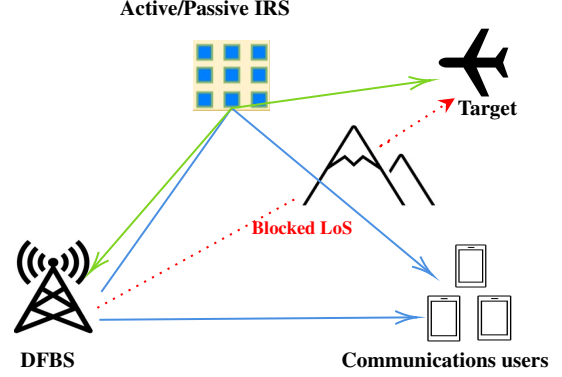 Active/Passive IRS
Target
Blocked LoS
DFBS
Communications users